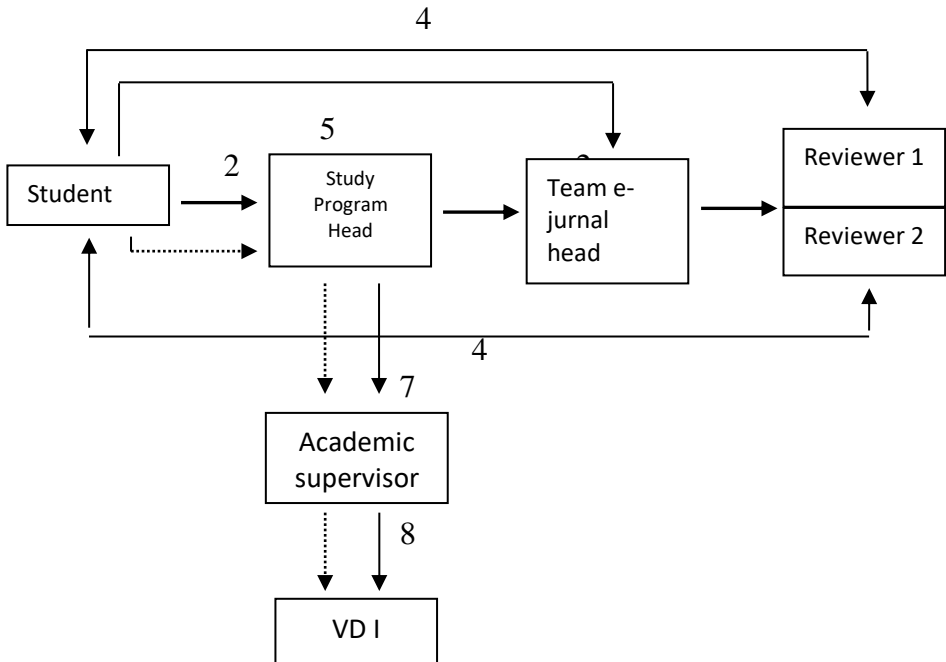 4
5
2
Student
Study
Program
Head
Team e-
jurnal
head
Reviewer 1
Reviewer 2
4
7
Academic
supervisor
8
VD I